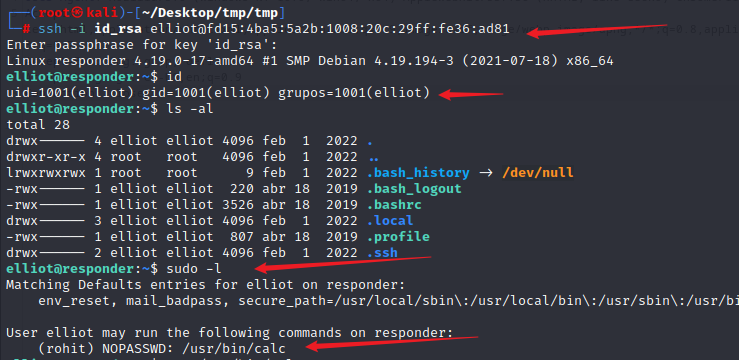 ┌──(root㉿kali)-[~/Desktop/tmp/tmp]
└─# ssh -i id_rsa elliot@fd15:4ba5:5a2b:1008:20c:29ff:fe36:ad81
Enter passphrase for key 'id_rsa':
Linux responder 4.19.0-17-amd64 #1 SMP Debian 4.19.194-3 (2021-07-18) x86_64
elliot@responder:~$ id
uid=1001(elliot) gid=1001(elliot) grupos=1001(elliot)
elliot@responder:~$ ls -al
total 28
drwx------ 4 elliot elliot 4096 feb  1  2022 .
drwxr-xr-x 4 root   root   4096 feb  1  2022 ..
lrwxrwxrwx 1 root   root      9 feb  1  2022 .bash_history -> /dev/null
-rwx------ 1 elliot elliot  220 abr 18  2019 .bash_logout
-rwx------ 1 elliot elliot 3526 abr 18  2019 .bashrc
drwx------ 3 elliot elliot 4096 feb  1  2022 .local
-rwx------ 1 elliot elliot  807 abr 18  2019 .profile
drwx------ 2 elliot elliot 4096 feb  1  2022 .ssh
elliot@responder:~$ sudo -l
Matching Defaults entries for elliot on responder:
    env_reset, mail_badpass, secure_path=/usr/local/sbin\:/usr/local/bin\:/usr/sbin\:/usr/bi
User elliot may run the following commands on responder:
    (rohit) NOPASSWD: /usr/bin/calc